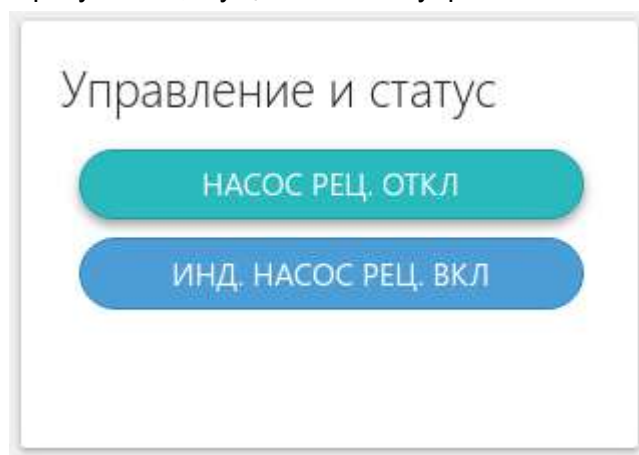 Управление и статус
НАСОС РЕЦ. ОТКЛ
ИНД. НАСОС РЕЦ. ВКЛ